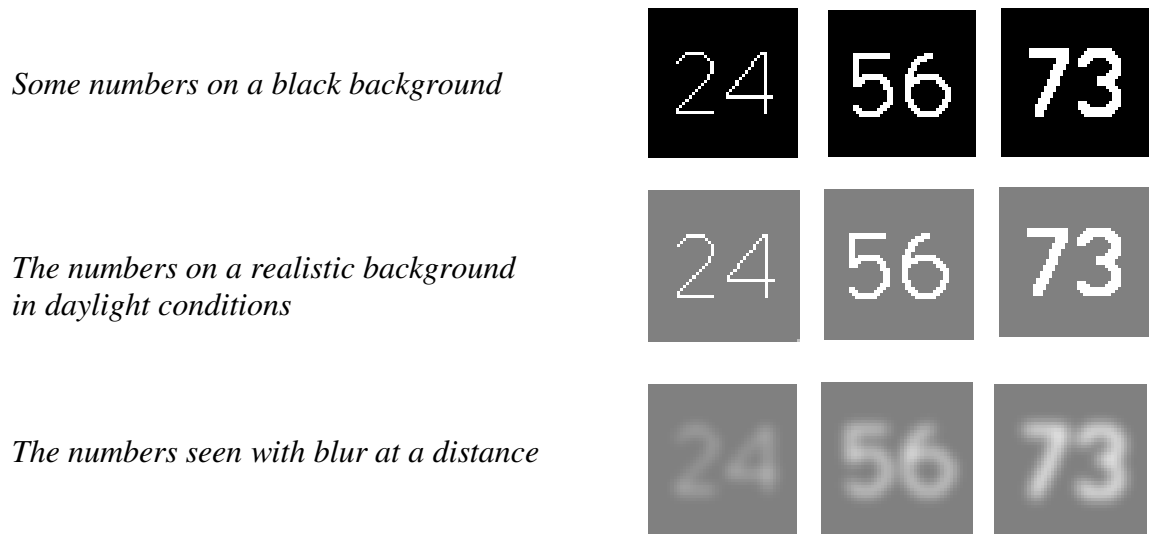 Some numbers on a black background
24 56 73
The numbers on a realistic background
in daylight conditions
24 56 73
The numbers seen with blur at a distance
24 56 73